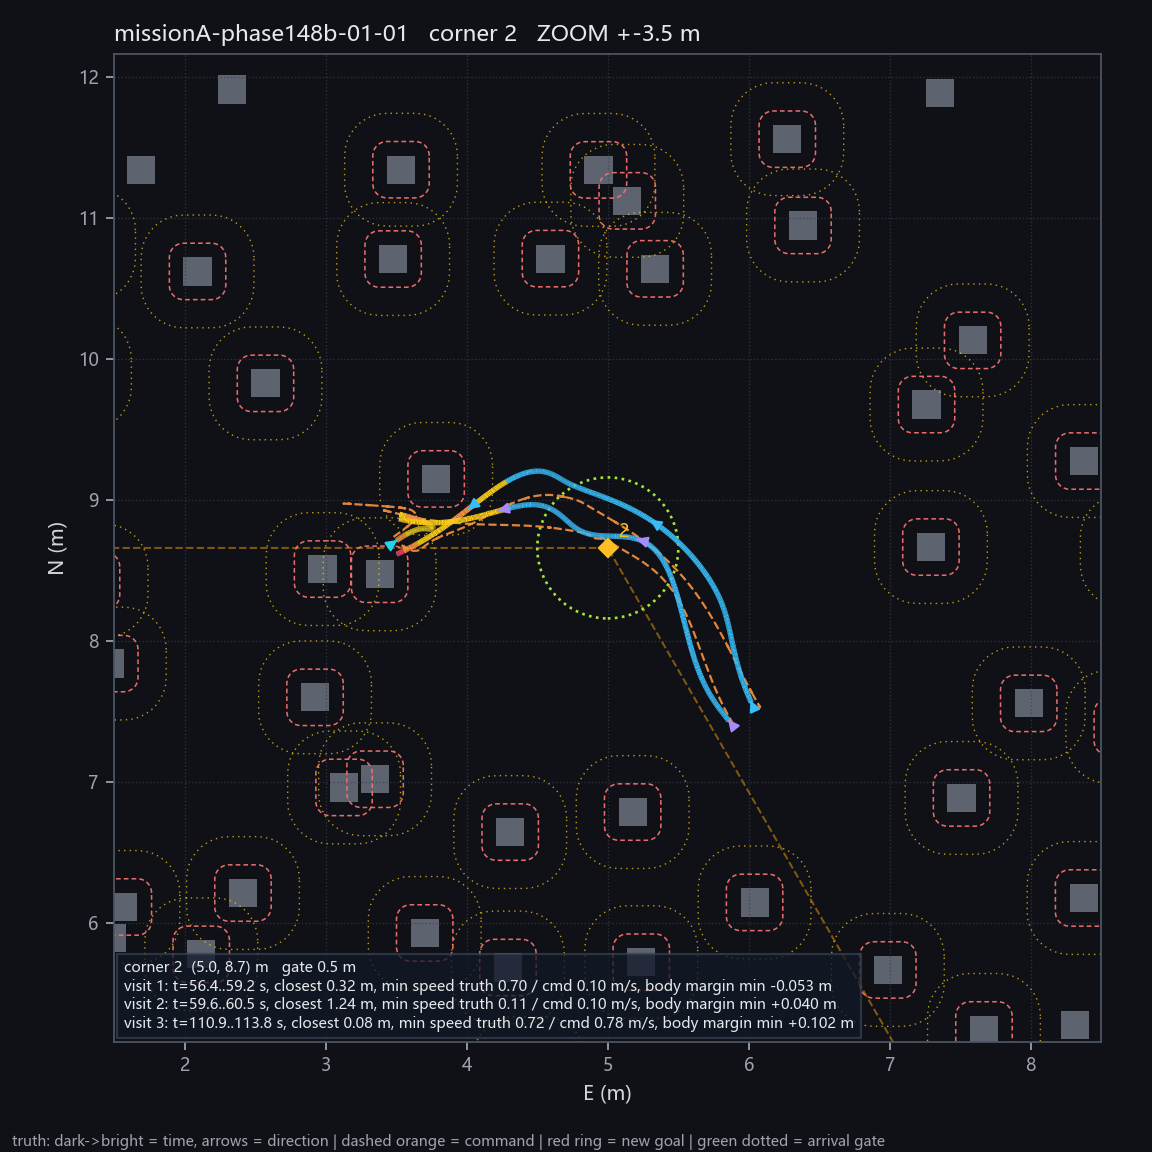 missionA-phase148b-01-01   corner 2   ZOOM +-3.5 m
12
11
10
9
8
7
6
N (m)
2
corner 2  (5.0, 8.7) m   gate 0.5 m
visit 1: t=56.4..59.2 s, closest 0.32 m, min speed truth 0.70 / cmd 0.10 m/s, body margin min -0.053 m
visit 2: t=59.6..60.5 s, closest 1.24 m, min speed truth 0.11 / cmd 0.10 m/s, body margin min +0.040 m
visit 3: t=110.9..113.8 s, closest 0.08 m, min speed truth 0.72 / cmd 0.78 m/s, body margin min +0.102 m
2 3 4 5 6 7 8
E (m)
truth: dark->bright = time, arrows = direction | dashed orange = command | red ring = new goal | green dotted = arrival gate